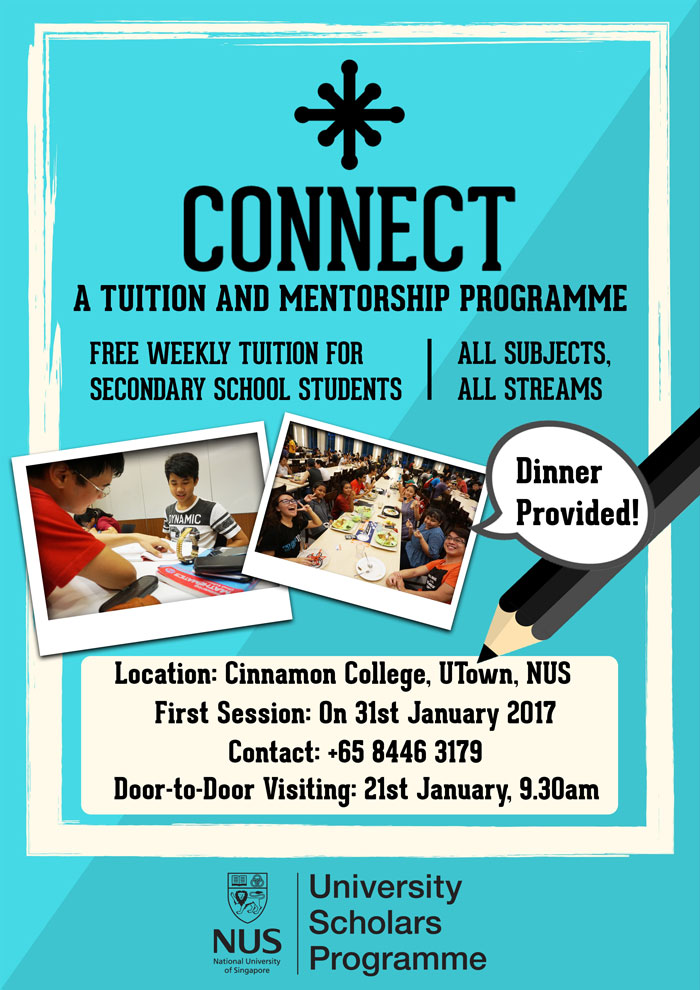 CONNECT
A TUITION AND MENTORSHIP PROGRAMME
FREE WEEKLY TUITION FOR
SECONDARY SCHOOL STUDENTS
ALL SUBJECTS,
ALL STREAMS
DYNAMIC
MATHEMATICS
Dinner
Provided!
Location: Cinnamon College, UTown, NUS
First Session: On 31st January 2017
Contact: +65 8446 3179
Door-to-Door Visiting: 21st January, 9.30am
NUS
National University
of Singapore
University
Scholars
Programme